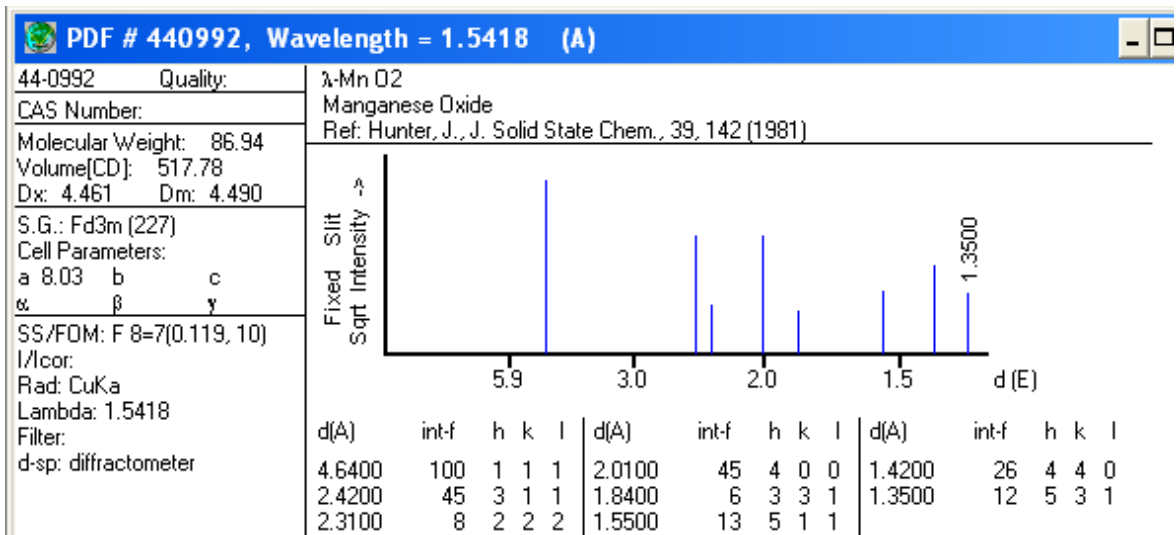 PDF # 440992, Wavelength = 1.5418 (A)
44-0992 Quality:
CAS Number:
Molecular Weight: 86.94
Volume[CD]: 517.78
Dx: 4.461 Dm: 4.490
S.G.: Fd3m (227)
Cell Parameters:
a 8.03 b c
α β γ
SS/FOM: F 8=7(0.119, 10)
I/Icor:
Rad: CuKa
Lambda: 1.5418
Filter:
d-sp: diffractometer
λ-Mn O2
Manganese Oxide
Ref: Hunter, J., J. Solid State Chem., 39, 142 (1981)
Fixed Slit
Sqrt Intensity ->
1.3500
5.9 3.0 2.0 1.5 d (E)
d(A) int-f h k l d(A) int-f h k l d(A) int-f h k l
4.6400 100 1 1 1 2.0100 45 4 0 0 1.4200 26 4 4 0
2.4200 45 3 1 1 1.8400 6 3 3 1 1.3500 12 5 3 1
2.3100 8 2 2 2 1.5500 13 5 1 1